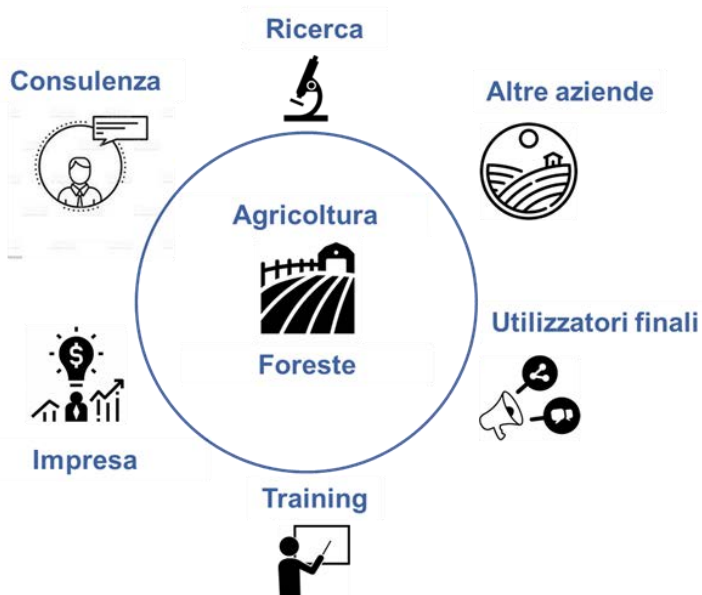 Ricerca
Consulenza
Altre aziende
Agricoltura
Foreste
Utilizzatori finali
Impresa
Training
$